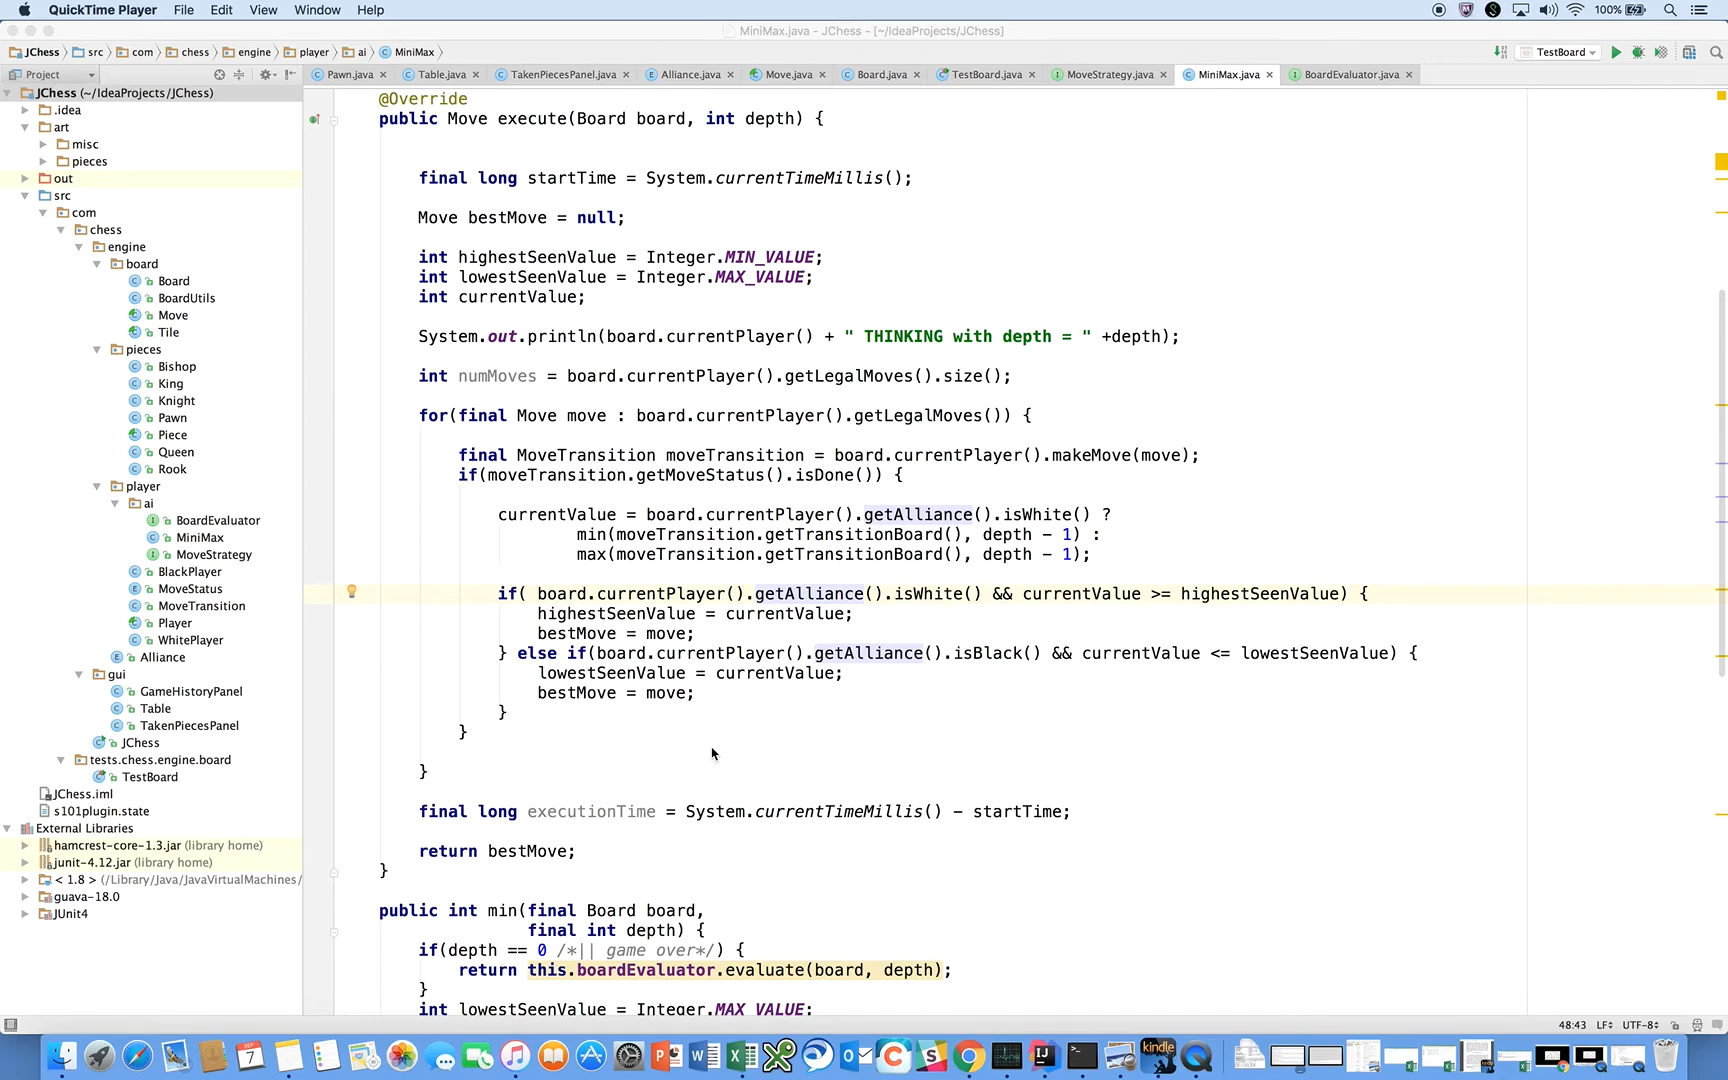 QuickTime Player File Edit View Window Help 100%
MiniMax.java - JChess - [~/IdeaProjects/JChess]
JChess src com chess engine player ai MiniMax TestBoard
Project Pawn.java Table.java TakenPiecesPanel.java Alliance.java Move.java Board.java TestBoard.java MoveStrategy.java MiniMax.java BoardEvaluator.java
JChess (~/IdeaProjects/JChess)
.idea
art
misc
pieces
out
src
com
chess
engine
board
Board
BoardUtils
Move
Tile
pieces
Bishop
King
Knight
Pawn
Piece
Queen
Rook
player
ai
BoardEvaluator
MiniMax
MoveStrategy
BlackPlayer
MoveStatus
MoveTransition
Player
WhitePlayer
Alliance
gui
GameHistoryPanel
Table
TakenPiecesPanel
JChess
tests.chess.engine.board
TestBoard
JChess.iml
s101plugin.state
External Libraries
hamcrest-core-1.3.jar (library home)
junit-4.12.jar (library home)
< 1.8 > (/Library/Java/JavaVirtualMachines/
guava-18.0
JUnit4
@Override
public Move execute(Board board, int depth) {
final long startTime = System.currentTimeMillis();
Move bestMove = null;
int highestSeenValue = Integer.MIN_VALUE;
int lowestSeenValue = Integer.MAX_VALUE;
int currentValue;
System.out.println(board.currentPlayer() + " THINKING with depth = " +depth);
int numMoves = board.currentPlayer().getLegalMoves().size();
for(final Move move : board.currentPlayer().getLegalMoves()) {
final MoveTransition moveTransition = board.currentPlayer().makeMove(move);
if(moveTransition.getMoveStatus().isDone()) {
currentValue = board.currentPlayer().getAlliance().isWhite() ?
min(moveTransition.getTransitionBoard(), depth - 1) :
max(moveTransition.getTransitionBoard(), depth - 1);
if( board.currentPlayer().getAlliance().isWhite() && currentValue >= highestSeenValue) {
highestSeenValue = currentValue;
bestMove = move;
} else if(board.currentPlayer().getAlliance().isBlack() && currentValue <= lowestSeenValue) {
lowestSeenValue = currentValue;
bestMove = move;
}
}
}
final long executionTime = System.currentTimeMillis() - startTime;
return bestMove;
}
public int min(final Board board,
final int depth) {
if(depth == 0 /*|| game over*/) {
return this.boardEvaluator.evaluate(board, depth);
}
int lowestSeenValue = Integer.MAX_VALUE;
48:43 LF÷ UTF-8÷
SEP
7
kindle